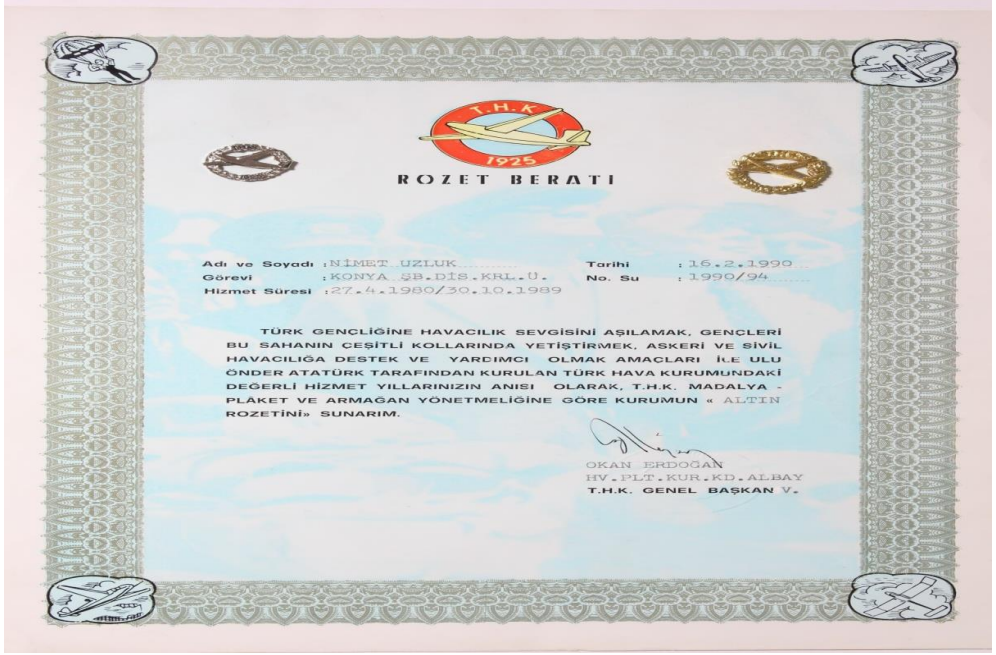 T.H.K
1925
ROZET BERATI
Adı ve Soyadı : NİMET UZLUK
Görevi : KONYA ŞB.DİS.KRL.Ü.
Hizmet Süresi : 27.4.1980/30.10.1989
Tarihi : 16.2.1990
No. Su : 1990/94
TÜRK GENÇLİĞİNE HAVACILIK SEVGİSİNİ AŞILAMAK, GENÇLERİ
BU SAHANIN ÇEŞİTLİ KOLLARINDA YETİŞTİRMEK, ASKERİ VE SİVİL
HAVACILIĞA DESTEK VE YARDIMCI OLMAK AMAÇLARI İLE ULU
ÖNDER ATATÜRK TARAFINDAN KURULAN TÜRK HAVA KURUMUNDAKİ
DEĞERLİ HİZMET YILLARINIZIN ANISI OLARAK, T.H.K. MADALYA -
PLÂKET VE ARMAĞAN YÖNETMELİĞİNE GÖRE KURUMUN « ALTIN
ROZETİNİ» SUNARIM.
OKAN ERDOĞAN
HV.PLT.KUR.KD.ALBAY
T.H.K. GENEL BAŞKAN V.